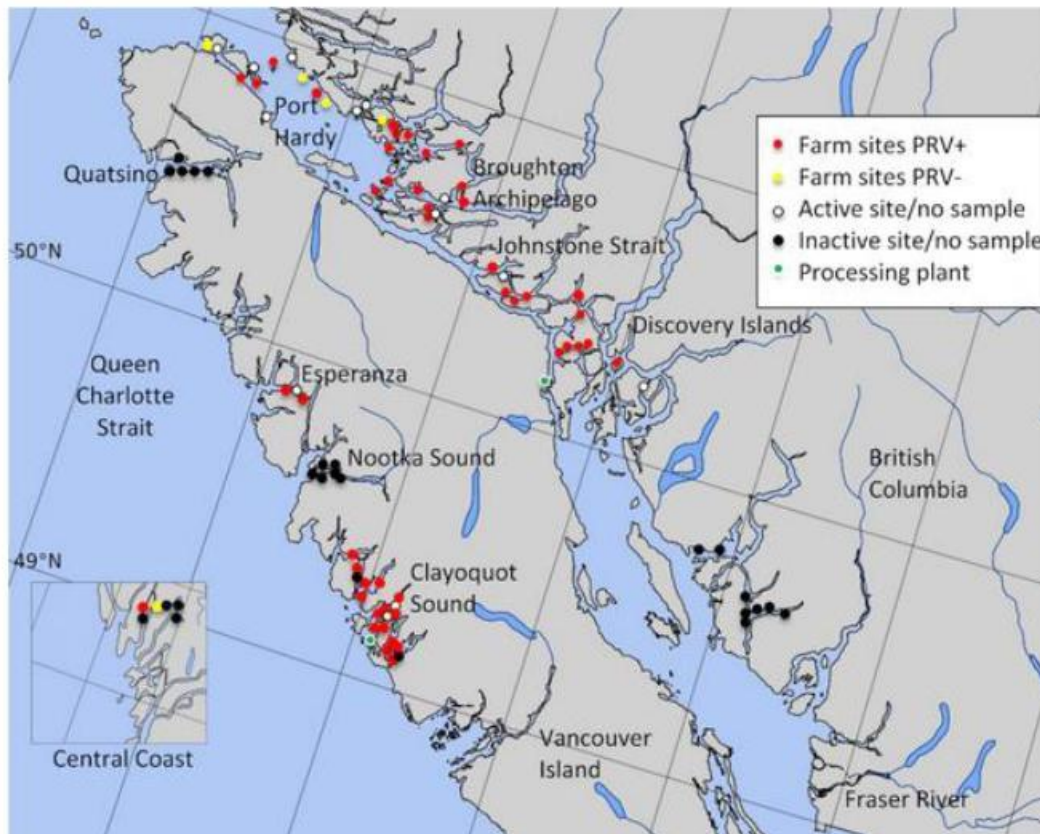 Port
Hardy
Quatsino
Broughton
Archipelago
Farm sites PRV+
Farm sites PRV-
Active site/no sample
Inactive site/no sample
Processing plant
50°N
Johnstone Strait
Discovery Islands
Queen
Charlotte
Strait
Esperanza
Nootka Sound
British
Columbia
49°N
Clayoquot
Sound
Central Coast
Vancouver
Island
Fraser River